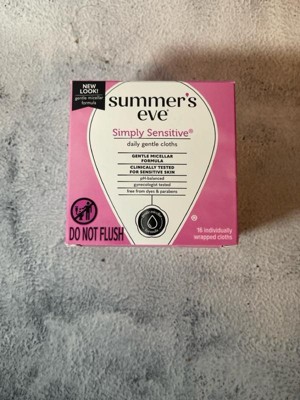 NEW
LOOK!
gentle micellar
formula
summer's
eve®
Simply Sensitive®
daily gentle cloths
GENTLE MICELLAR
FORMULA
CLINICALLY TESTED
FOR SENSITIVE SKIN
pH-balanced
gynecologist tested
free from dyes & parabens
®
DO NOT FLUSH
16 individually
wrapped cloths